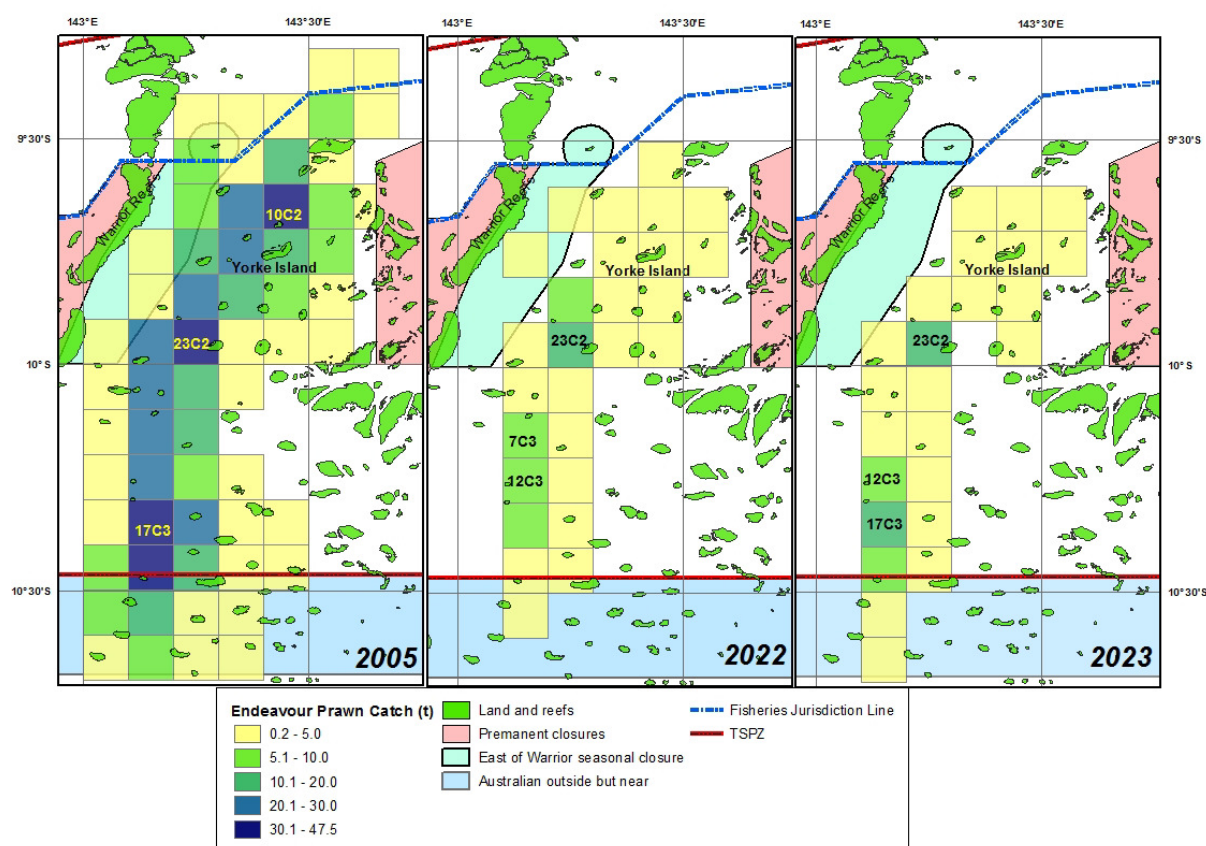 143°E 143°30'E 143°E 143°30'E 143°E 143°30'E
9°30'S 9°30'S
Warrior Reefs Warrior Reefs Warrior Reefs
10C2
Yorke Island Yorke Island Yorke Island
23C2 23C2 23C2
10°S 10°S
7C3
12C3 12C3
17C3 17C3
10°30'S 10°30'S
2005 2022 2023
Endeavour Prawn Catch (t)
0.2 - 5.0
5.1 - 10.0
10.1 - 20.0
20.1 - 30.0
30.1 - 47.5
Land and reefs
Premanent closures
East of Warrior seasonal closure
Australian outside but near
Fisheries Jurisdiction Line
TSPZ